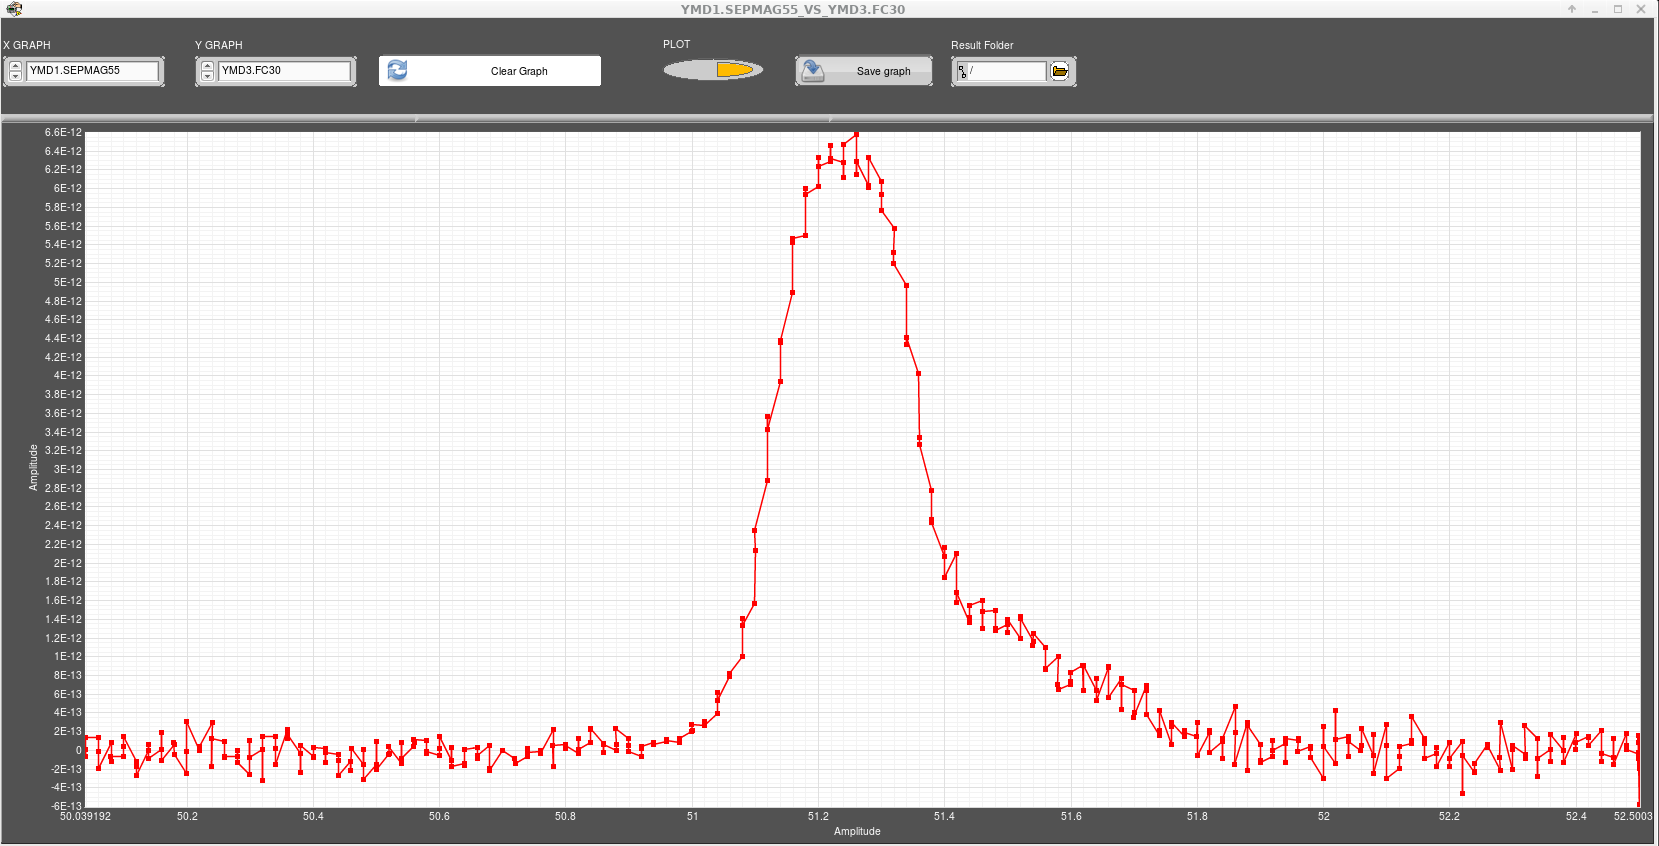 YMD1.SEPMAG55_VS_YMD3.FC30
X GRAPH
Y GRAPH
PLOT
Result Folder
YMD1.SEPMAG55
YMD3.FC30
Clear Graph
Save graph
/
6.6E-12
6.4E-12
6.2E-12
6E-12
5.8E-12
5.6E-12
5.4E-12
5.2E-12
5E-12
4.8E-12
4.6E-12
4.4E-12
4.2E-12
4E-12
3.8E-12
3.6E-12
3.4E-12
3.2E-12
3E-12
2.8E-12
2.6E-12
2.4E-12
2.2E-12
2E-12
1.8E-12
1.6E-12
1.4E-12
1.2E-12
1E-12
8E-13
6E-13
4E-13
2E-13
0
-2E-13
-4E-13
-6E-13
Amplitude
50.039192 50.2 50.4 50.6 50.8 51 51.2 51.4 51.6 51.8 52 52.2 52.4 52.5003
Amplitude